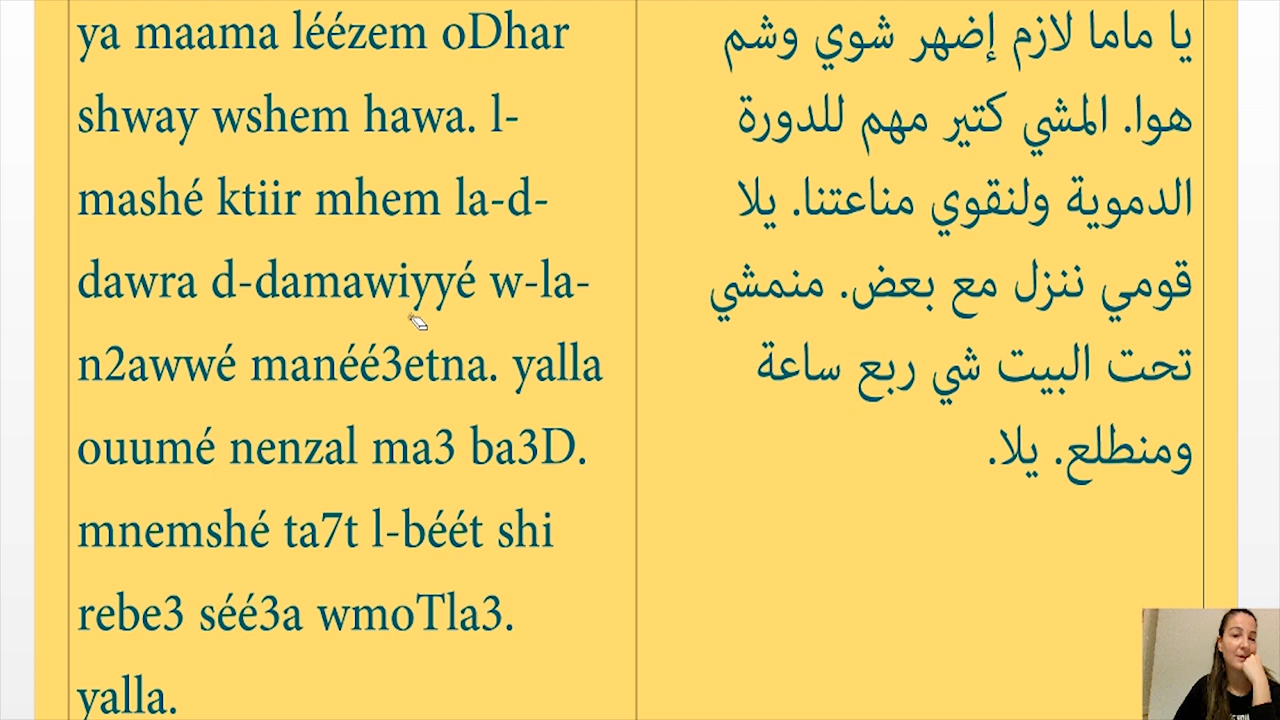 ya maama léézem oDhar
shway wshem hawa. l-
mashé ktiir mhem la-d-
dawra d-damawiyyé w-la-
n2awwé manéé3etna. yalla
ouumé nenzal ma3 ba3D.
mnemshé ta7t l-béét shi
rebe3 séé3a wmoTla3.
yalla.
يا ماما لازم إضهر شوي وشم
هوا. المشي كتير مهم للدورة
الدموية ولنقوي مناعتنا. يلا
قومي ننزل مع بعض. منمشي
تحت البيت شي ربع ساعة
ومنطلع. يلا.